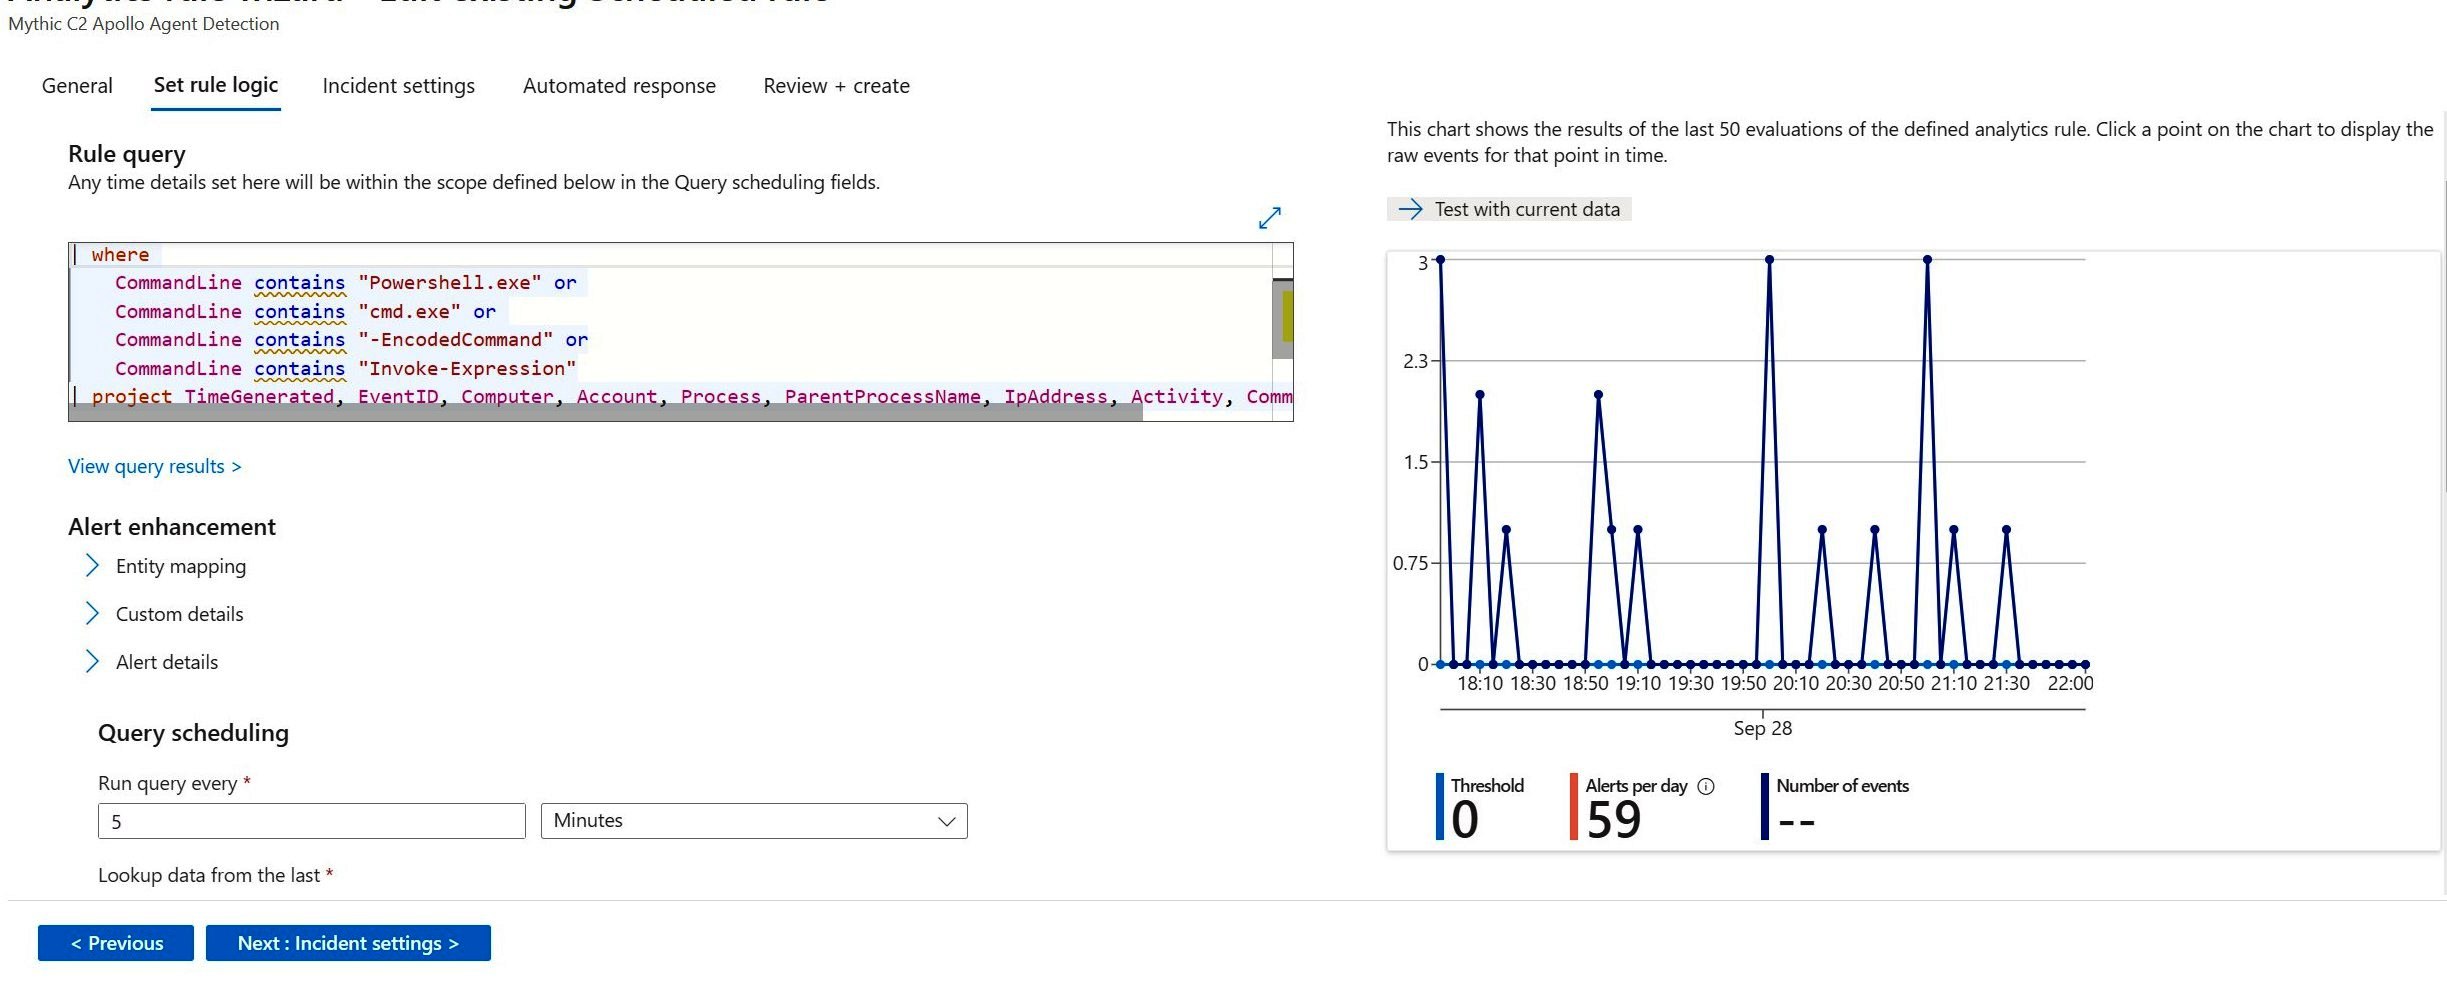 Analytics rule wizard - Edit existing Scheduled rule
Mythic C2 Apollo Agent Detection
General Set rule logic Incident settings Automated response Review + create
Rule query
Any time details set here will be within the scope defined below in the Query scheduling fields.
| where
CommandLine contains "Powershell.exe" or
CommandLine contains "cmd.exe" or
CommandLine contains "-EncodedCommand" or
CommandLine contains "Invoke-Expression"
| project TimeGenerated, EventID, Computer, Account, Process, ParentProcessName, IpAddress, Activity, Comm
View query results >
Alert enhancement
Entity mapping
Custom details
Alert details
Query scheduling
Run query every *
5 Minutes
Lookup data from the last *
< Previous Next : Incident settings >
This chart shows the results of the last 50 evaluations of the defined analytics rule. Click a point on the chart to display the
raw events for that point in time.
Test with current data
3
2.3
1.5
0.75
0
18:10 18:30 18:50 19:10 19:30 19:50 20:10 20:30 20:50 21:10 21:30 22:00
Sep 28
Threshold Alerts per day Number of events
0 59 --